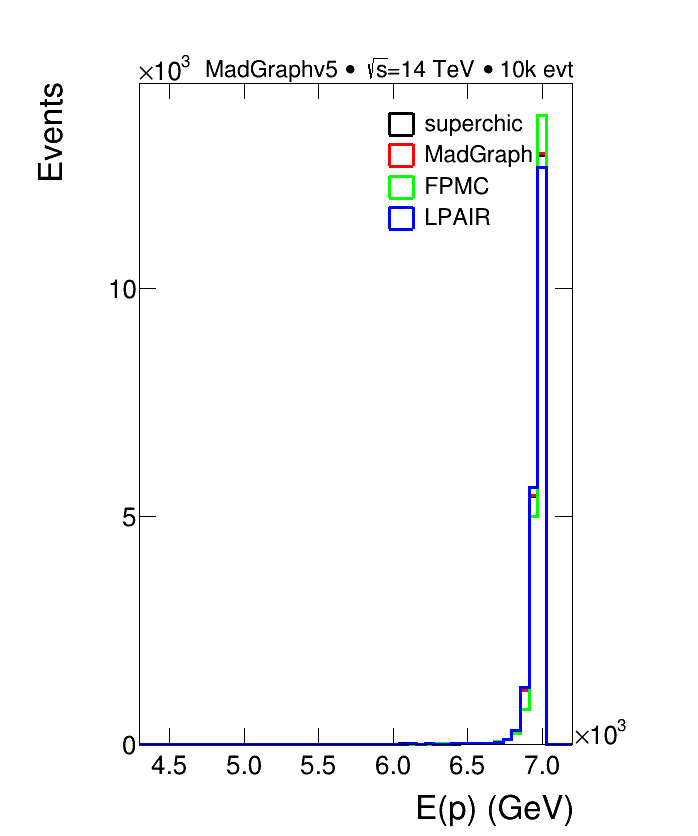 ×10³ MadGraphv5 • √s=14 TeV • 10k evt
Events
superchic
MadGraph
FPMC
LPAIR
10
5
0
×10³
4.5 5.0 5.5 6.0 6.5 7.0
E(p) (GeV)